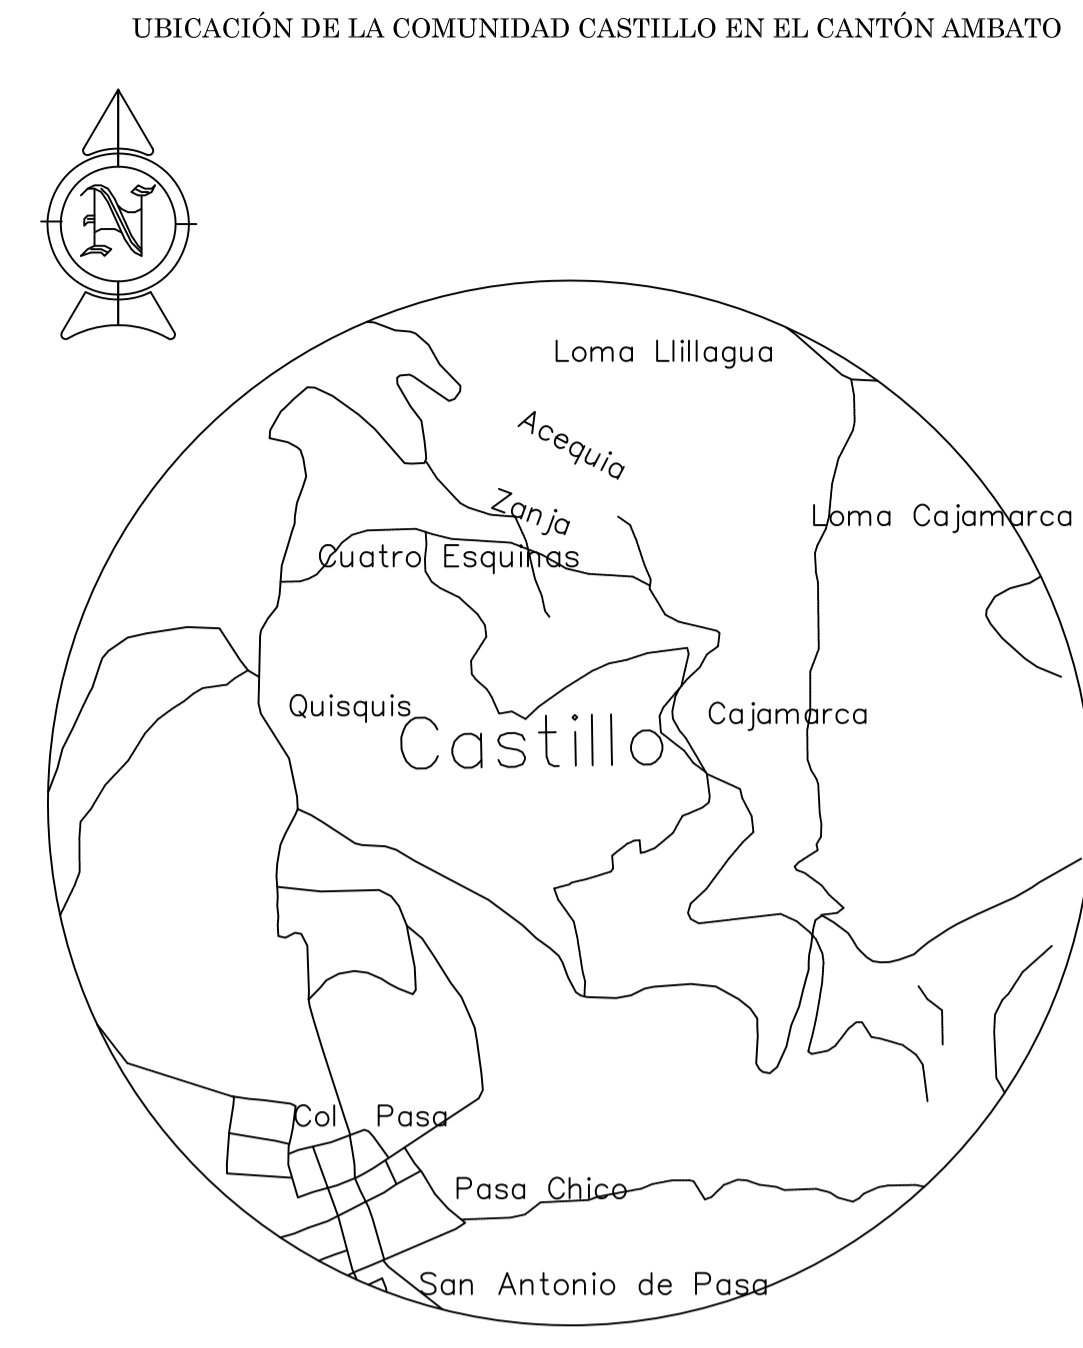 UBICACIÓN DE LA COMUNIDAD CASTILLO EN EL CANTÓN AMBATO
N
Loma Llillagua
Acequia
Zanja
Loma Cajamarca
Cuatro Esquinas
Quisquis
Castillo
Cajamarca
Col Pasa
Pasa Chico
San Antonio de Pasa